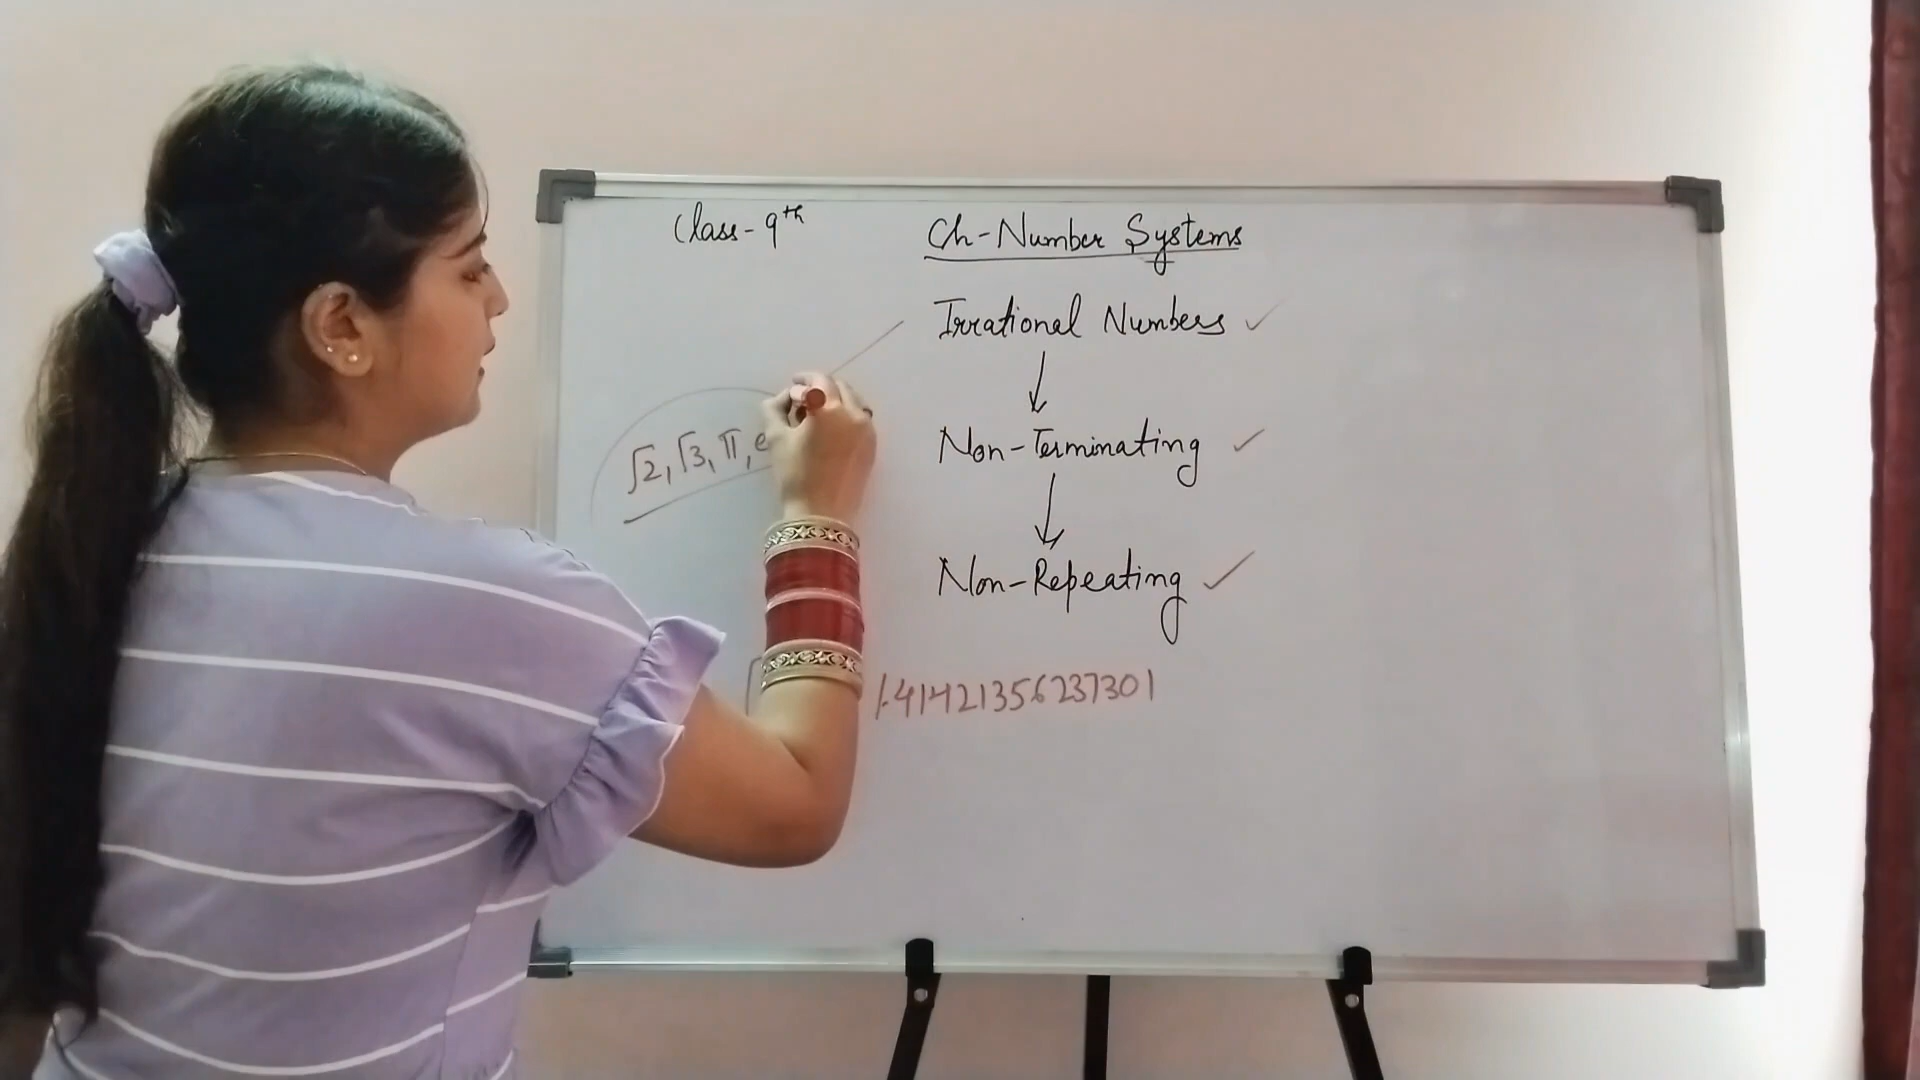 Class-9th
Ch-Number Systems
Irrational Numbers ✓
↓
Non-Terminating ✓
↓
Non-Repeating ✓
√2, √3, π, e
1.41421356237301